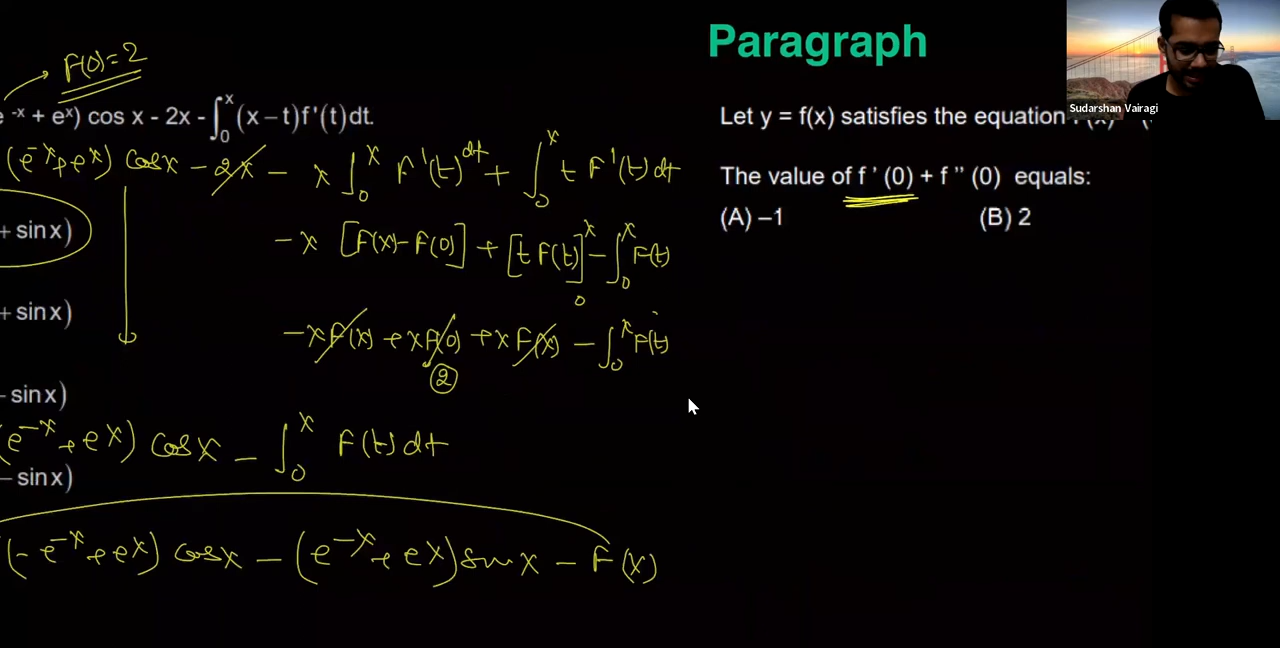 F(0)=2
e⁻ˣ + eˣ) cos x - 2x - ∫₀ˣ (x – t) f '(t) dt.
(e⁻ˣ + eˣ) cos x - 2x - x ∫₀ˣ F'(t) dt + ∫₀ˣ t F'(t) dt
+ sin x)
- x [F(x) - F(0)] + [t F(t)]₀ˣ - ∫₀ˣ F(t)
+ sin x)
- x F(x) + x F(0) + x F(x) - ∫₀ˣ F(t)
2
– sin x)
(e⁻ˣ + eˣ) cos x - ∫₀ˣ F(t) dt
– sin x)
(- e⁻ˣ + eˣ) cos x - (e⁻ˣ + eˣ) sin x - F(x)
Paragraph
Sudarshan Vairagi
Let y = f(x) satisfies the equation
The value of f ' (0) + f " (0) equals:
(A) –1 (B) 2